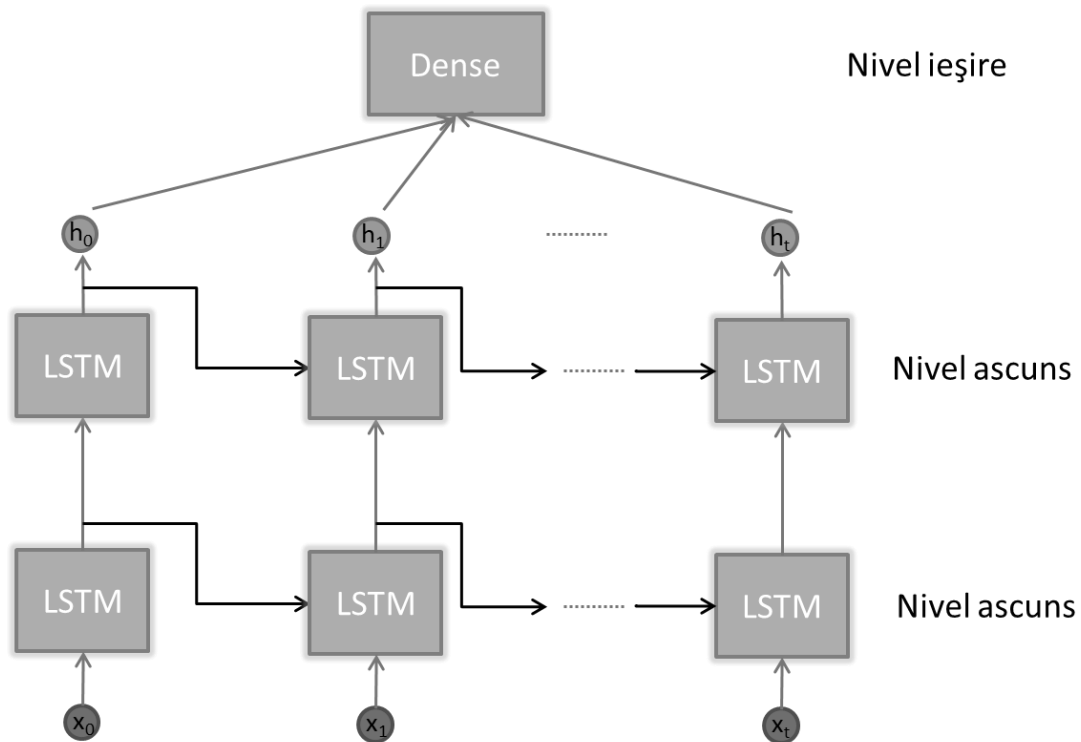 Dense Nivel ieşire
h0 h1 .......... ht
LSTM LSTM .......... LSTM Nivel ascuns
LSTM LSTM .......... LSTM Nivel ascuns
x0 x1 xt